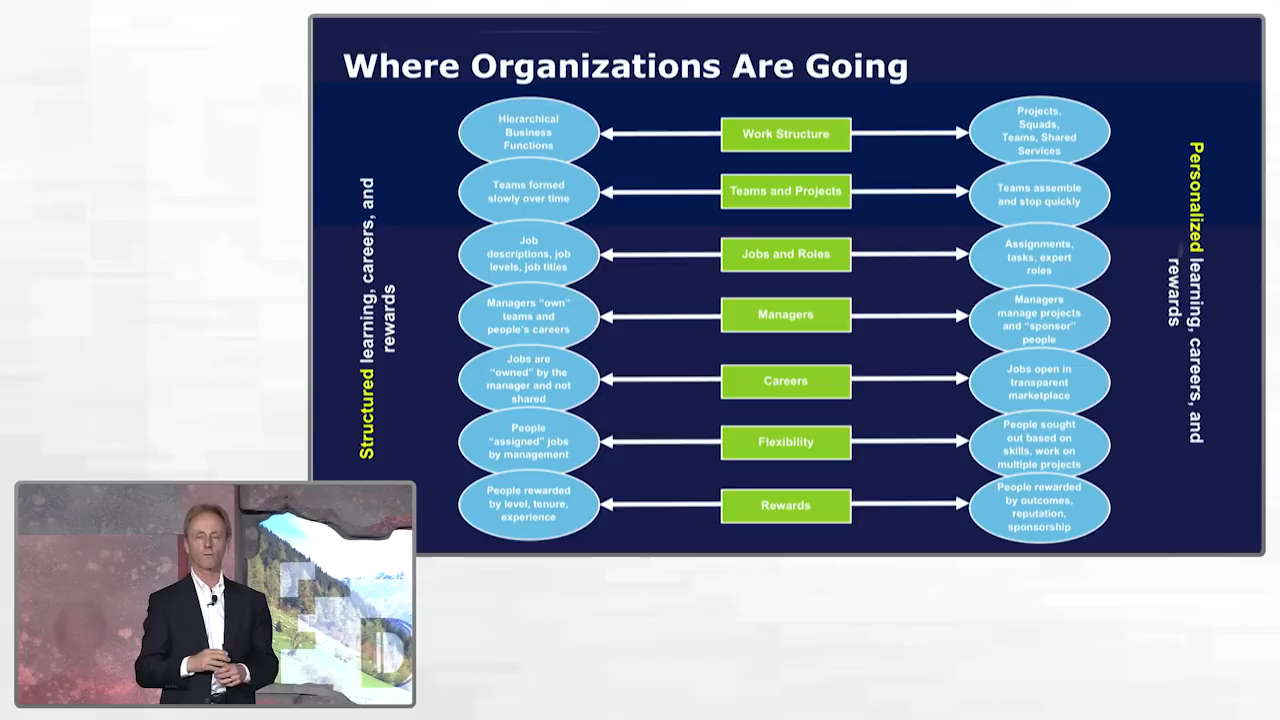 Where Organizations Are Going
Structured learning, careers, and
rewards
Hierarchical
Business
Functions
Work Structure
Projects,
Squads,
Teams, Shared
Services
Teams formed
slowly over time
Teams and Projects
Teams assemble
and stop quickly
Job
descriptions, job
levels, job titles
Jobs and Roles
Assignments,
tasks, expert
roles
Managers “own”
teams and
people's careers
Managers
Managers
manage projects
and “sponsor”
people
Jobs are
“owned” by the
manager and not
shared
Careers
Jobs open in
transparent
marketplace
People
“assigned” jobs
by management
Flexibility
People sought
out based on
skills, work on
multiple projects
People rewarded
by level, tenure,
experience
Rewards
People rewarded
by outcomes,
reputation,
sponsorship
Personalized learning, careers, and
rewards